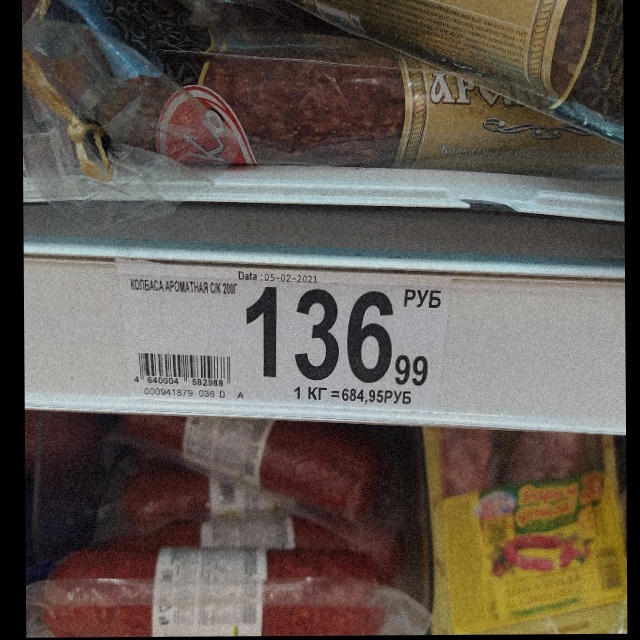 Data :05-02-2021
КОЛБАСА АРОМАТНАЯ С/К 200Г
136 99 РУБ
4 640004 582988
000941879 036 D A
1 КГ =684,95РУБ